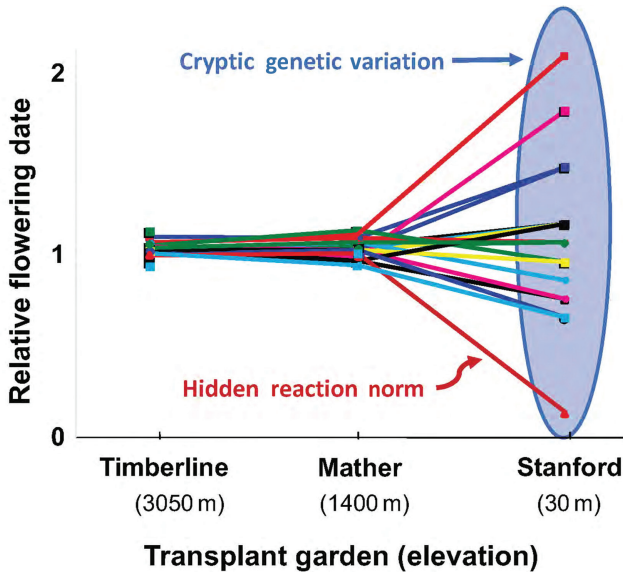 Relative flowering date
2
1
0
Cryptic genetic variation
Hidden reaction norm
Timberline
(3050 m)
Mather
(1400 m)
Stanford
(30 m)
Transplant garden (elevation)